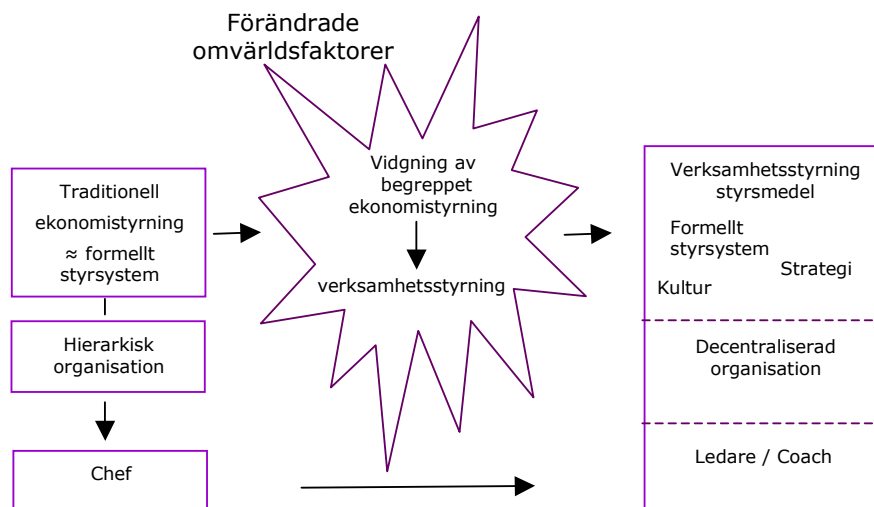 Förändrade
omvärldsfaktorer
Traditionell
ekonomistyrning
≈ formellt
styrsystem
Hierarkisk
organisation
Chef
Vidgning av
begreppet
ekonomistyrning
verksamhetsstyrning
Verksamhetsstyrning
styrsmedel
Formellt
styrsystem
Strategi
Kultur
Decentraliserad
organisation
Ledare / Coach